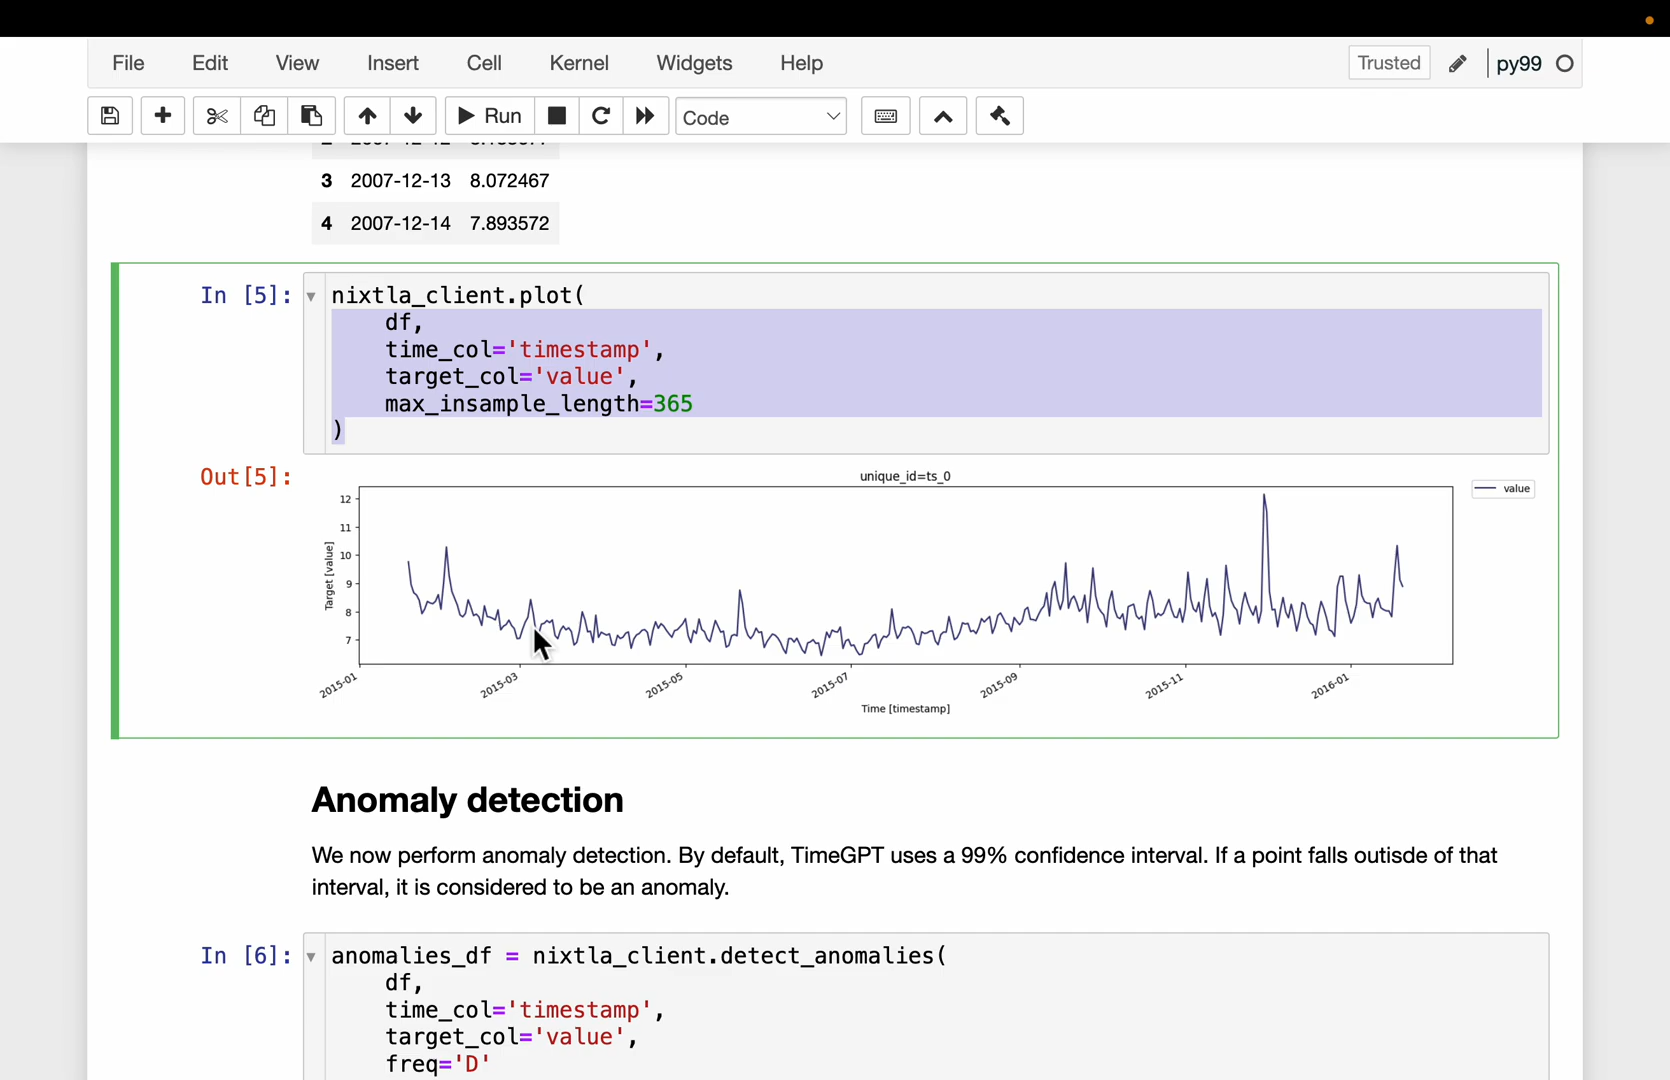 File Edit View Insert Cell Kernel Widgets Help Trusted py99
Run Code
3 2007-12-13 8.072467
4 2007-12-14 7.893572
In [5]: nixtla_client.plot(
df,
time_col='timestamp',
target_col='value',
max_insample_length=365
)
Out[5]:
unique_id=ts_0
value
12
11
10
9
8
7
Target [value]
2015-01 2015-03 2015-05 2015-07 2015-09 2015-11 2016-01
Time [timestamp]
Anomaly detection
We now perform anomaly detection. By default, TimeGPT uses a 99% confidence interval. If a point falls outisde of that
interval, it is considered to be an anomaly.
In [6]: anomalies_df = nixtla_client.detect_anomalies(
df,
time_col='timestamp',
target_col='value',
freq='D'